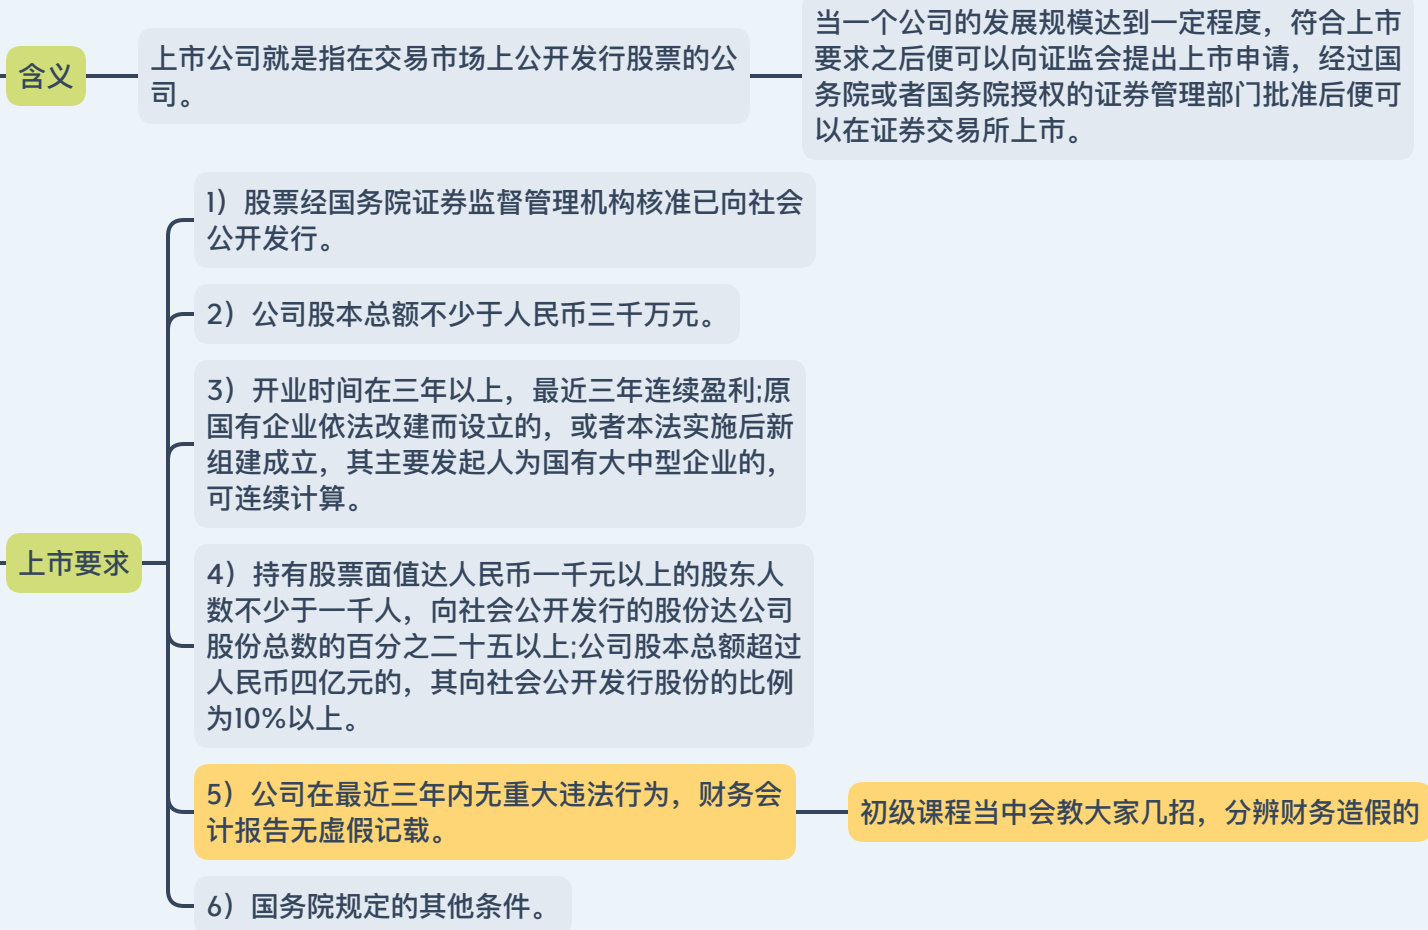 含义
上市公司就是指在交易市场上公开发行股票的公
司。
当一个公司的发展规模达到一定程度，符合上市
要求之后便可以向证监会提出上市申请，经过国
务院或者国务院授权的证券管理部门批准后便可
以在证券交易所上市。
上市要求
1）股票经国务院证券监督管理机构核准已向社会
公开发行。
2）公司股本总额不少于人民币三千万元。
3）开业时间在三年以上，最近三年连续盈利;原
国有企业依法改建而设立的，或者本法实施后新
组建成立，其主要发起人为国有大中型企业的，
可连续计算。
4）持有股票面值达人民币一千元以上的股东人
数不少于一千人，向社会公开发行的股份达公司
股份总数的百分之二十五以上;公司股本总额超过
人民币四亿元的，其向社会公开发行股份的比例
为10%以上。
5）公司在最近三年内无重大违法行为，财务会
计报告无虚假记载。
初级课程当中会教大家几招，分辨财务造假的
6）国务院规定的其他条件。